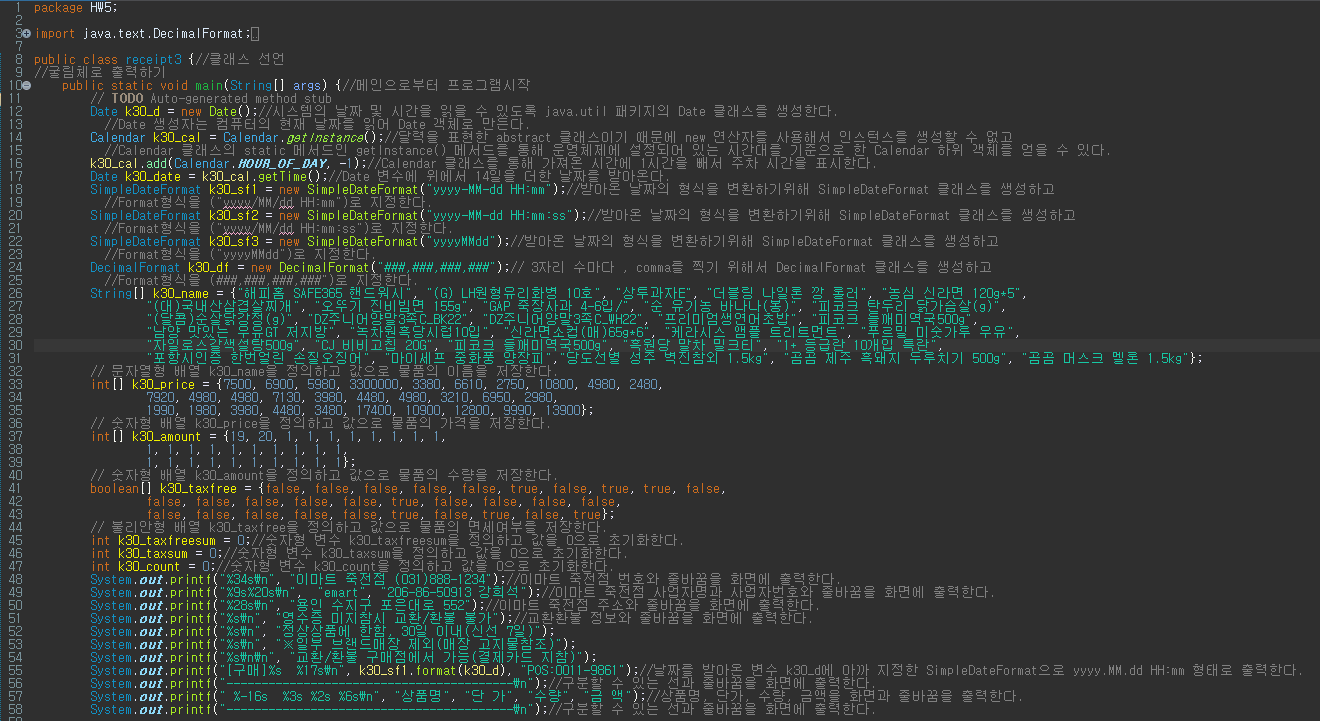 1 package HW5;
2
3 import java.text.DecimalFormat;
7
8 public class receipt3 {//클래스 선언
9 //굴림체로 출력하기
10 public static void main(String[] args) {//메인으로부터 프로그램시작
11 // TODO Auto-generated method stub
12 Date k30_d = new Date();//시스템의 날짜 및 시간을 읽을 수 있도록 java.util 패키지의 Date 클래스를 생성한다.
13 //Date 생성자는 컴퓨터의 현재 날짜를 읽어 Date 객체로 만든다.
14 Calendar k30_cal = Calendar.getInstance();//달력을 표현한 abstract 클래스이기 때문에 new 연산자를 사용해서 인스턴스를 생성할 수 없고
15 //Calendar 클래스의 static 메서드인 getInstance() 메서드를 통해 운영체제에 설정되어 있는 시간대를 기준으로 한 Calendar 하위 객체를 얻을 수 있다.
16 k30_cal.add(Calendar.HOUR_OF_DAY, -1);//Calendar 클래스를 통해 가져온 시간에 1시간을 빼서 주차 시간을 표시한다.
17 Date k30_date = k30_cal.getTime();//Date 변수에 위에서 14일을 더한 날짜를 받아온다.
18 SimpleDateFormat k30_sf1 = new SimpleDateFormat("yyyy-MM-dd HH:mm");//받아온 날짜의 형식을 변환하기위해 SimpleDateFormat 클래스를 생성하고
19 //Format형식을 ("yyyy/MM/dd HH:mm")로 지정한다.
20 SimpleDateFormat k30_sf2 = new SimpleDateFormat("yyyy-MM-dd HH:mm:ss");//받아온 날짜의 형식을 변환하기위해 SimpleDateFormat 클래스를 생성하고
21 //Format형식을 ("yyyy/MM/dd HH:mm:ss")로 지정한다.
22 SimpleDateFormat k30_sf3 = new SimpleDateFormat("yyyyMMdd");//받아온 날짜의 형식을 변환하기위해 SimpleDateFormat 클래스를 생성하고
23 //Format형식을 ("yyyyMMdd")로 지정한다.
24 DecimalFormat k30_df = new DecimalFormat("###,###,###,###");// 3자리 수마다 , comma를 찍기 위해서 DecimalFormat 클래스를 생성하고
25 //Format형식을 (###,###,###,###")로 지정한다.
26 String[] k30_name = {"해피홈 SAFE365 핸드워시", "(G) LH원형유리화병 10호", "상투과자E", "더블링 나일론 깡 롤러", "농심 신라면 120g*5",
27 "(대)국내산삼겹살찌개", "오뚜기 진비빔면 155g", "GAP 죽장사과 4-6입", "순 유기농 바나나(봉)", "피코크 탄두리 닭가슴살(g)",
28 "(달콤)순살닭강정(g)", "DZ주니어양말3족C_BK22", "DZ주니어양말3족C_WH22", "프리미엄생연어초밥", "피코크 들깨미역국500g",
29 "남양 맛있는 우유GT 저지방", "녹차원흑당시럽10입", "신라면소컵(매)65g*6", "케라시스 앰플 트리트먼트", "푸르밀 미숫가루 우유",
30 "자일로스갈색설탕500g", "CJ 비비고칩 20G", "피코크 들깨미역국500g", "흑원당 말차 밀크티", "1+ 등급란 10개입 특란",
31 "포항시인증 한번얼린 손질오징어", "마이셰프 중화풍 양장피", "당도선별 성주 벽진참외 1.5kg", "곰곰 제주 흑돼지 두루치기 500g", "곰곰 머스크 멜론 1.5kg"};
32 // 문자열형 배열 k30_name을 정의하고 값으로 물품의 이름을 저장한다.
33 int[] k30_price = {7500, 6900, 5980, 3300000, 3380, 6610, 2750, 10800, 4980, 2480,
34 7920, 4980, 4980, 7130, 3980, 4480, 4980, 3210, 6950, 2980,
35 1990, 1980, 3980, 4480, 3480, 17400, 10900, 12800, 9990, 13900};
36 // 숫자형 배열 k30_price을 정의하고 값으로 물품의 가격을 저장한다.
37 int[] k30_amount = {19, 20, 1, 1, 1, 1, 1, 1, 1, 1,
38 1, 1, 1, 1, 1, 1, 1, 1, 1, 1,
39 1, 1, 1, 1, 1, 1, 1, 1, 1, 1};
40 // 숫자형 배열 k30_amount을 정의하고 값으로 물품의 수량을 저장한다.
41 boolean[] k30_taxfree = {false, false, false, false, false, true, false, true, true, false,
42 false, false, false, false, false, true, false, false, false, false,
43 false, false, false, false, true, true, false, true, false, true};
44 // 불리안형 배열 k30_taxfree을 정의하고 값으로 물품의 면세여부를 저장한다.
45 int k30_taxfreesum = 0;//숫자형 변수 k30_taxfreesum을 정의하고 값을 0으로 초기화한다.
46 int k30_taxsum = 0;//숫자형 변수 k30_taxsum을 정의하고 값을 0으로 초기화한다.
47 int k30_count = 0;//숫자형 변수 k30_count을 정의하고 값을 0으로 초기화한다.
48 System.out.printf("%34s₩n", "이마트 죽전점 (031)888-1234");//이마트 죽전점 번호와 줄바꿈을 화면에 출력한다.
49 System.out.printf("%9s%20s₩n", "emart", "206-86-50913 강희석");//이마트 죽전점 사업자명과 사업자번호와 줄바꿈을 화면에 출력한다.
50 System.out.printf("%28s₩n", "용인 수지구 포은대로 552");//이마트 죽전점 주소와 줄바꿈을 화면에 출력한다.
51 System.out.printf("%s₩n", "영수증 미지참시 교환/환불 불가");//교환환불 정보와 줄바꿈을 화면에 출력한다.
52 System.out.printf("%s₩n", "정상상품에 한함, 30일 이내(신선 7일)");
53 System.out.printf("%s₩n", "※일부 브랜드매장 제외(매장 고지물참조)");
54 System.out.printf("%s₩n₩n", "교환/환불 구매점에서 가능(결제카드 지참)");
55 System.out.printf("[구매]%s %17s₩n", k30_sf1.format(k30_d), "POS:0011-9861");//날짜를 받아온 변수 k30_d에 아까 지정한 SimpleDateFormat으로 yyyy.MM.dd HH:mm 형태로 출력한다.
56 System.out.printf("-----------------------------------------₩n");//구분할 수 있는 선과 줄바꿈을 화면에 출력한다.
57 System.out.printf(" %-16s %3s %2s %6s₩n", "상품명", "단 가", "수량", "금 액");//상품명, 단가, 수량, 금액을 화면과 줄바꿈을 출력한다.
58 System.out.printf("-----------------------------------------₩n");//구분할 수 있는 선과 줄바꿈을 화면에 출력한다.